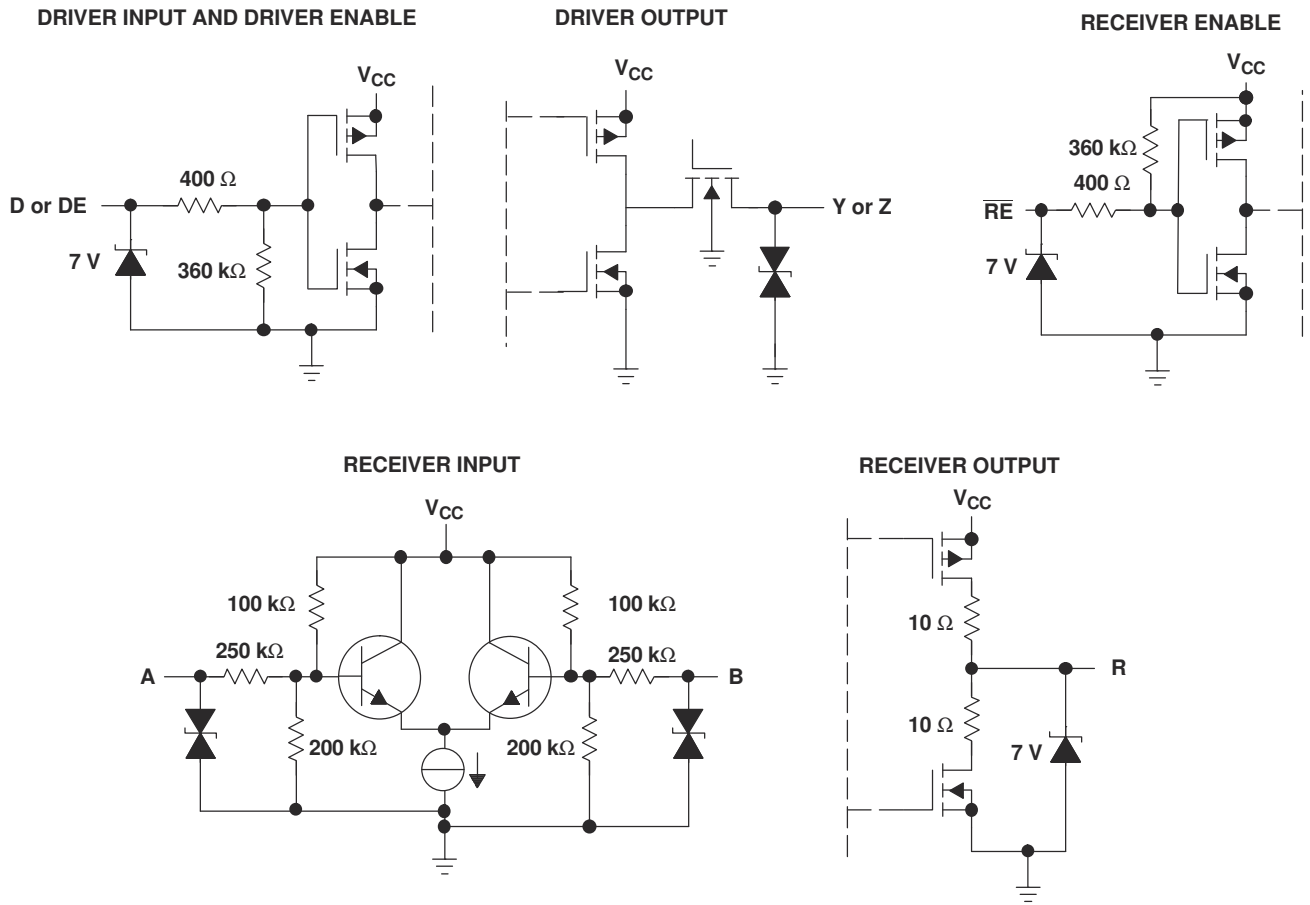 DRIVER INPUT AND DRIVER ENABLE
VCC
400 Ω
D or DE
7 V
360 kΩ
DRIVER OUTPUT
VCC
Y or Z
RECEIVER ENABLE
VCC
360 kΩ
400 Ω
R̅E̅
7 V
RECEIVER INPUT
VCC
100 kΩ
100 kΩ
250 kΩ
250 kΩ
A
B
200 kΩ
200 kΩ
RECEIVER OUTPUT
VCC
10 Ω
R
10 Ω
7 V